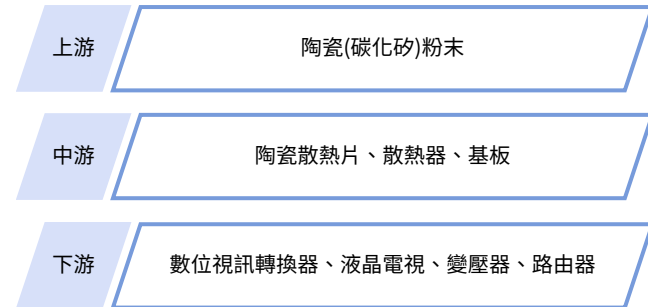 上游
陶瓷(碳化矽)粉末
中游
陶瓷散熱片、散熱器、基板
下游
數位視訊轉換器、液晶電視、變壓器、路由器